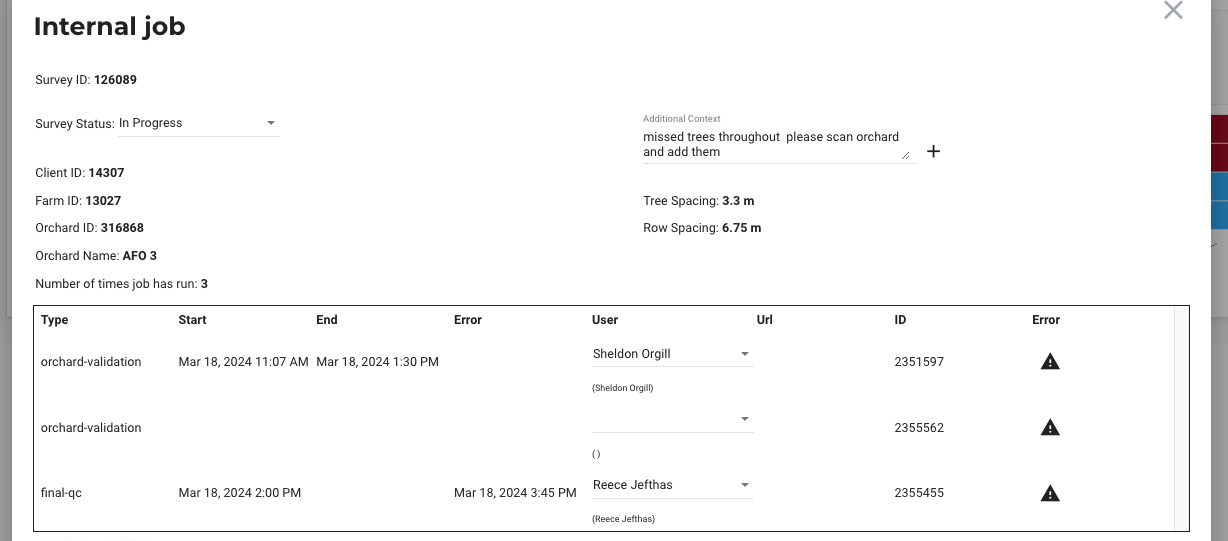 Internal job
Survey ID: 126089
Survey Status: In Progress
Additional Context
missed trees throughout  please scan orchard
and add them
+
Client ID: 14307
Farm ID: 13027
Tree Spacing: 3.3 m
Orchard ID: 316868
Row Spacing: 6.75 m
Orchard Name: AFO 3
Number of times job has run: 3
Type Start End Error User Url ID Error
orchard-validation Mar 18, 2024 11:07 AM Mar 18, 2024 1:30 PM Sheldon Orgill 2351597
(Sheldon Orgill)
orchard-validation 2355562
( )
final-qc Mar 18, 2024 2:00 PM Mar 18, 2024 3:45 PM Reece Jefthas 2355455
(Reece Jefthas)